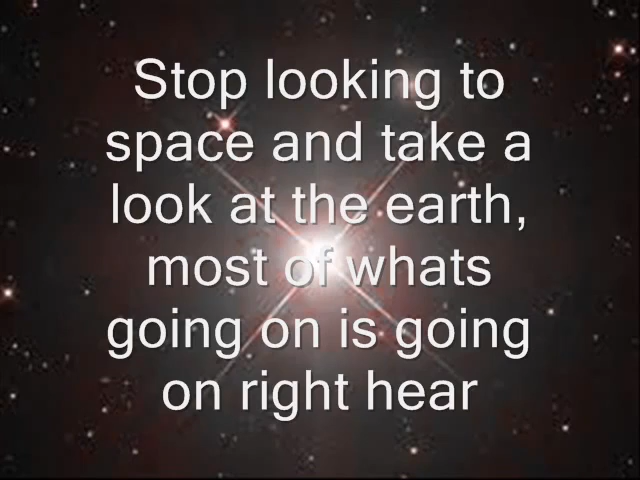 Stop looking to
space and take a
look at the earth,
most of whats
going on is going
on right hear